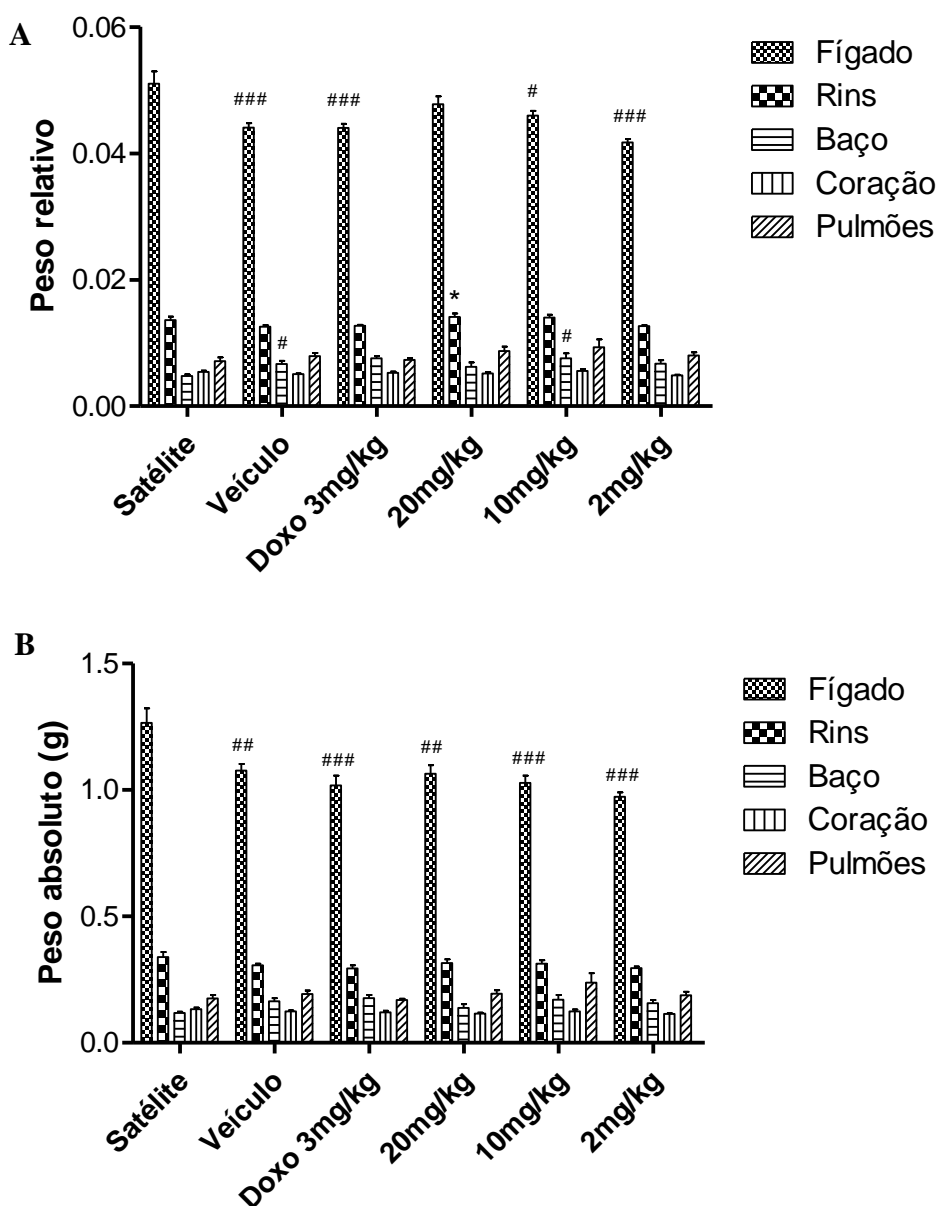 A
Peso relativo
0.06
0.04
0.02
0.00
###
###
#
###
#
*
#
Satélite
Veículo
Doxo 3mg/kg
20mg/kg
10mg/kg
2mg/kg
Fígado
Rins
Baço
Coração
Pulmões
B
Peso absoluto (g)
1.5
1.0
0.5
0.0
##
###
##
###
###
Satélite
Veículo
Doxo 3mg/kg
20mg/kg
10mg/kg
2mg/kg
Fígado
Rins
Baço
Coração
Pulmões